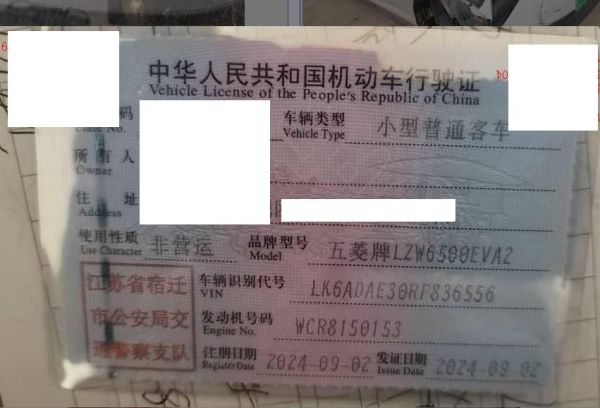 中华人民共和国机动车行驶证
Vehicle License of the People's Republic of China
码
Plate No.
车辆类型
Vehicle Type
小型普通客车
所有人
Owner
住址
Address
使用性质
Use Character
非营运
品牌型号
Model
五菱牌LZW6500EVA2
江苏省宿迁
市公安局交
通警察支队
车辆识别代号
VIN
LK6ADAE30RF836556
发动机号码
Engine No.
WCR8150153
注册日期
Register Date
2024-09-02
发证日期
Issue Date
2024-09-02